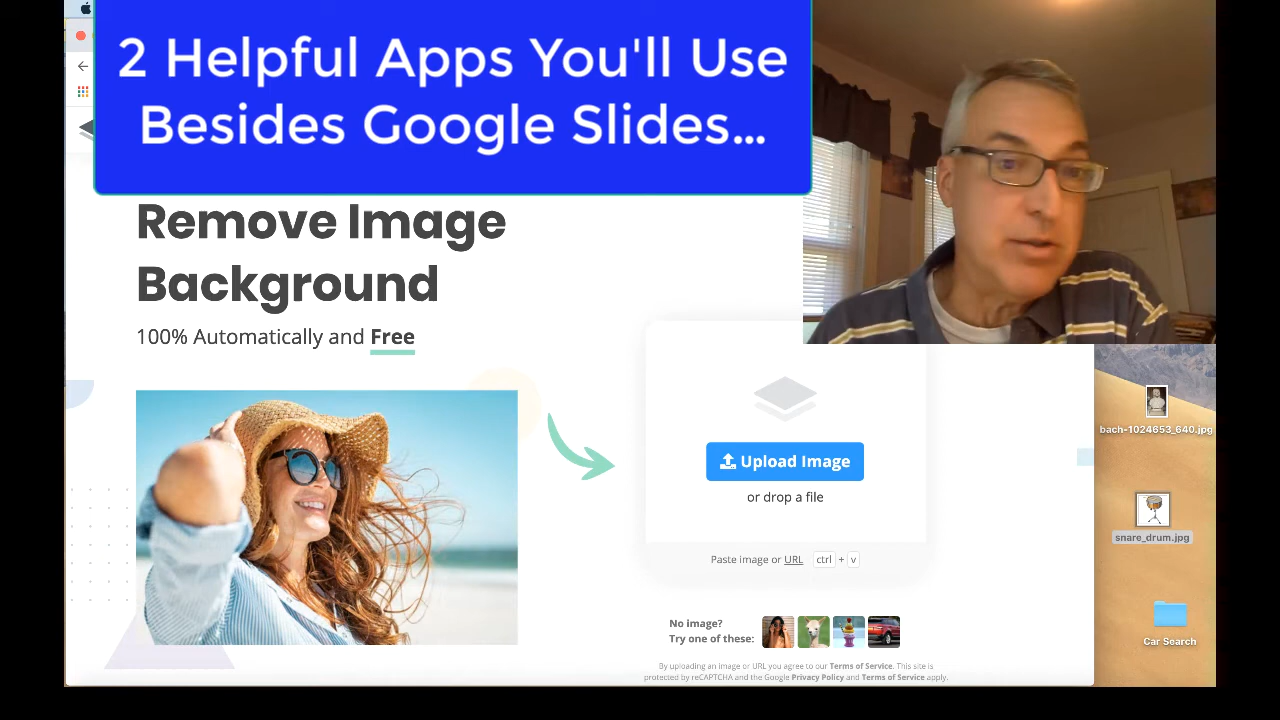 2 Helpful Apps You'll Use
Besides Google Slides...
Remove Image
Background
100% Automatically and Free
Upload Image
or drop a file
Paste image or URL ctrl + v
No image?
Try one of these:
By uploading an image or URL you agree to our Terms of Service. This site is
protected by reCAPTCHA and the Google Privacy Policy and Terms of Service apply.
bach-1024653_640.jpg
snare_drum.jpg
Car Search